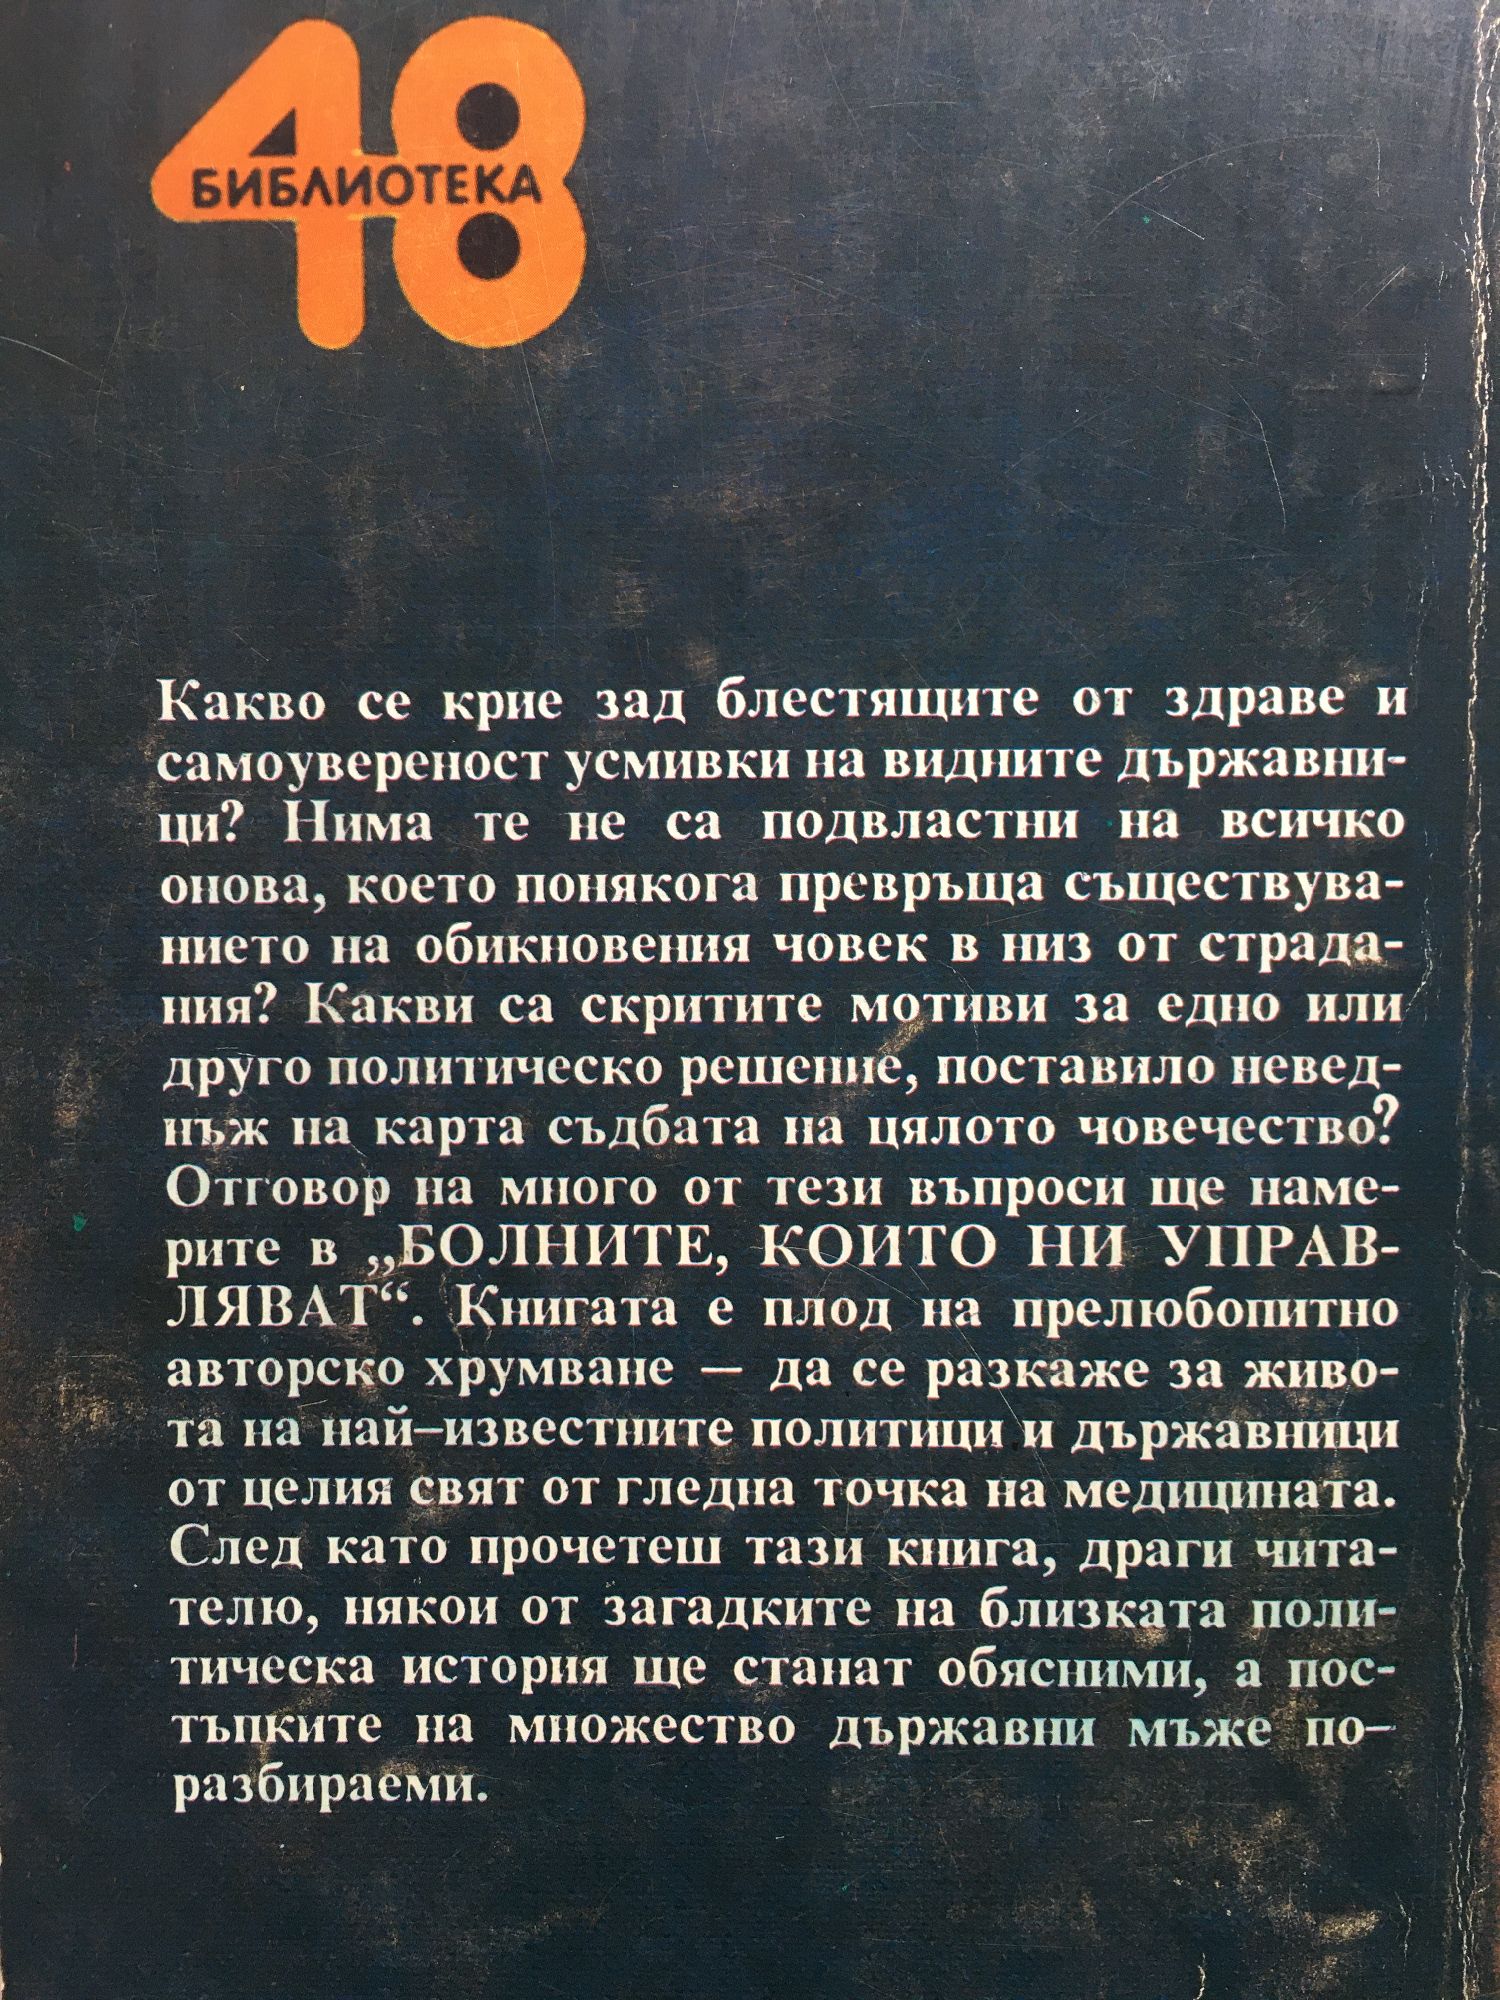 48
БИБЛИОТЕКА
Какво се крие зад блестящите от здраве и
самоувереност усмивки на видните държавни-
ци? Нима те не са подвластни на всичко
онова, което понякога превръща съществува-
нието на обикновения човек в низ от страда-
ния? Какви са скритите мотиви за едно или
друго политическо решение, поставило невед-
нъж на карта съдбата на цялото човечество?
Отговор на много от тези въпроси ще наме-
рите в „БОЛНИТЕ, КОИТО НИ УПРАВ-
ЛЯВАТ“. Книгата е плод на прелюбопитно
авторско хрумване — да се разкаже за живо-
та на най–известните политици и държавници
от целия свят от гледна точка на медицината.
След като прочетеш тази книга, драги чита-
телю, някои от загадките на близката поли-
тическа история ще станат обясними, а пос-
тъпките на множество държавни мъже по–
разбираеми.